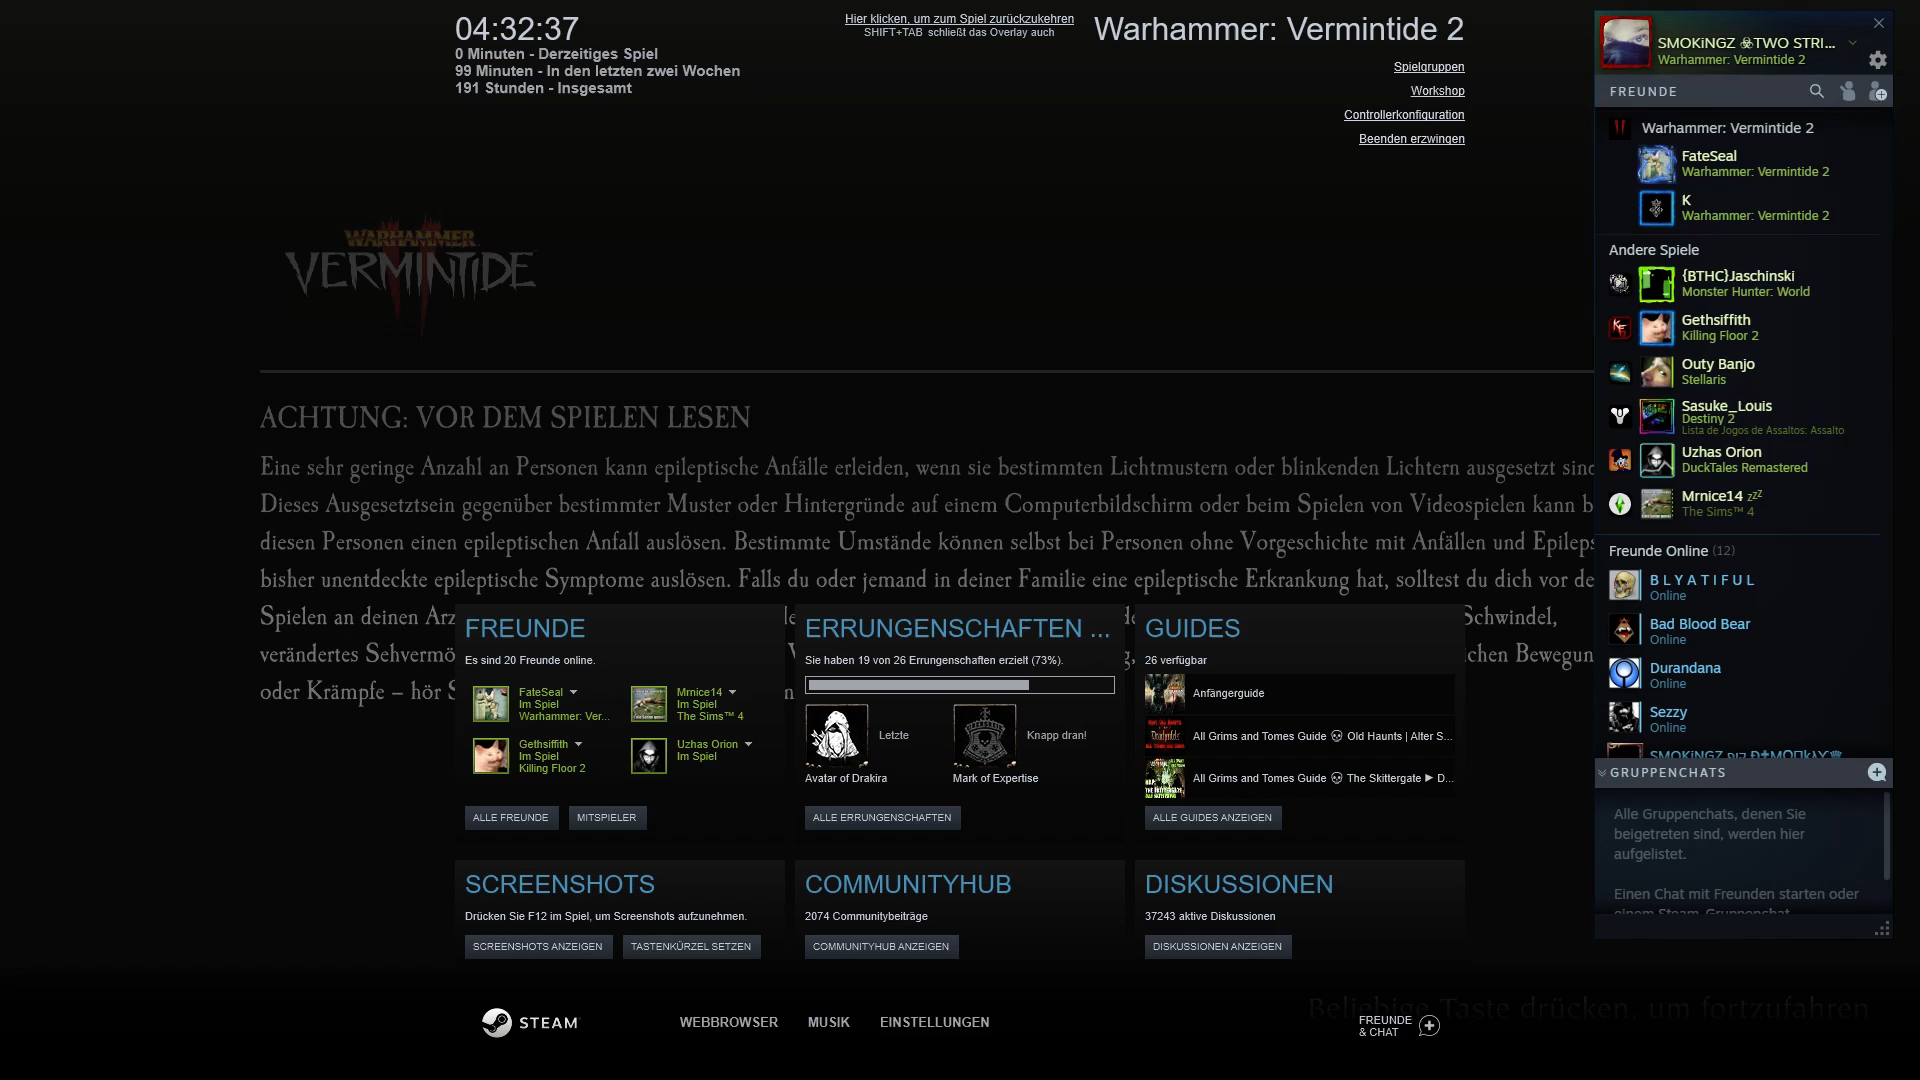 04:32:37
0 Minuten - Derzeitiges Spiel
99 Minuten - In den letzten zwei Wochen
191 Stunden - Insgesamt
Hier klicken, um zum Spiel zurückzukehren
SHIFT+TAB schließt das Overlay auch
Warhammer: Vermintide 2
Spielgruppen
Workshop
Controllerkonfiguration
Beenden erzwingen
WARHAMMER
VERMINTIDE
ACHTUNG: VOR DEM SPIELEN LESEN
Eine sehr geringe Anzahl an Personen kann epileptische Anfälle erleiden, wenn sie bestimmten Lichtmustern oder blinkenden Lichtern ausgesetzt sind
Dieses Ausgesetztsein gegenüber bestimmter Muster oder Hintergründe auf einem Computerbildschirm oder beim Spielen von Videospielen kann b
diesen Personen einen epileptischen Anfall auslösen. Bestimmte Umstände können selbst bei Personen ohne Vorgeschichte mit Anfällen und Epileps
bisher unentdeckte epileptische Symptome auslösen. Falls du oder jemand in deiner Familie eine epileptische Erkrankung hat, solltest du dich vor de
Spielen an deinen Arz
Schwindel,
verändertes Sehvermö
ichen Bewegun
oder Krämpfe – hör S
FREUNDE
Es sind 20 Freunde online.
FateSeal
Im Spiel
Warhammer: Ver...
Mrnice14
Im Spiel
The Sims™ 4
Gethsiffith
Im Spiel
Killing Floor 2
Uzhas Orion
Im Spiel
ALLE FREUNDE
MITSPIELER
ERRUNGENSCHAFTEN ...
Sie haben 19 von 26 Errungenschaften erzielt (73%).
Letzte
Knapp dran!
Avatar of Drakira
Mark of Expertise
ALLE ERRUNGENSCHAFTEN
GUIDES
26 verfügbar
Anfängerguide
All Grims and Tomes Guide 💀 Old Haunts | Alter S...
All Grims and Tomes Guide 💀 The Skittergate ► D...
ALLE GUIDES ANZEIGEN
SCREENSHOTS
Drücken Sie F12 im Spiel, um Screenshots aufzunehmen.
SCREENSHOTS ANZEIGEN
TASTENKÜRZEL SETZEN
COMMUNITYHUB
2074 Communitybeiträge
COMMUNITYHUB ANZEIGEN
DISKUSSIONEN
37243 aktive Diskussionen
DISKUSSIONEN ANZEIGEN
STEAM
WEBBROWSER
MUSIK
EINSTELLUNGEN
Beliebige Taste drücken, um fortzufahren
FREUNDE
& CHAT
SMOKiNGZ ☣TWO STRI...
Warhammer: Vermintide 2
FREUNDE
Warhammer: Vermintide 2
FateSeal
Warhammer: Vermintide 2
K
Warhammer: Vermintide 2
Andere Spiele
{BTHC}Jaschinski
Monster Hunter: World
Gethsiffith
Killing Floor 2
Outy Banjo
Stellaris
Sasuke_Louis
Destiny 2
Lista de Jogos de Assaltos: Assalto
Uzhas Orion
DuckTales Remastered
Mrnice14 zzZ
The Sims™ 4
Freunde Online (12)
B L Y A T I F U L
Online
Bad Blood Bear
Online
Durandana
Online
Sezzy
Online
SMOKiNGZ
GRUPPENCHATS
Alle Gruppenchats, denen Sie
beigetreten sind, werden hier
aufgelistet.
Einen Chat mit Freunden starten oder
einem Steam-Gruppenchat